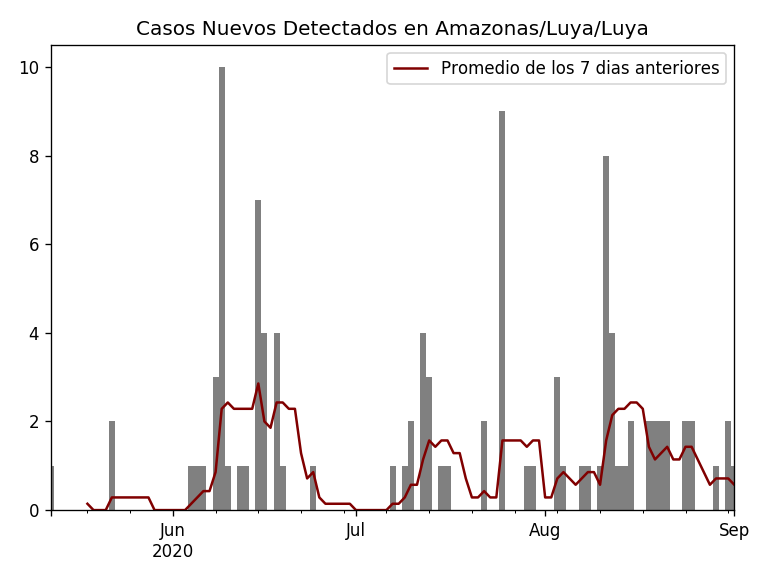 Casos Nuevos Detectados en Amazonas/Luya/Luya
Promedio de los 7 dias anteriores
10
8
6
4
2
0
Jun
2020
Jul
Aug
Sep